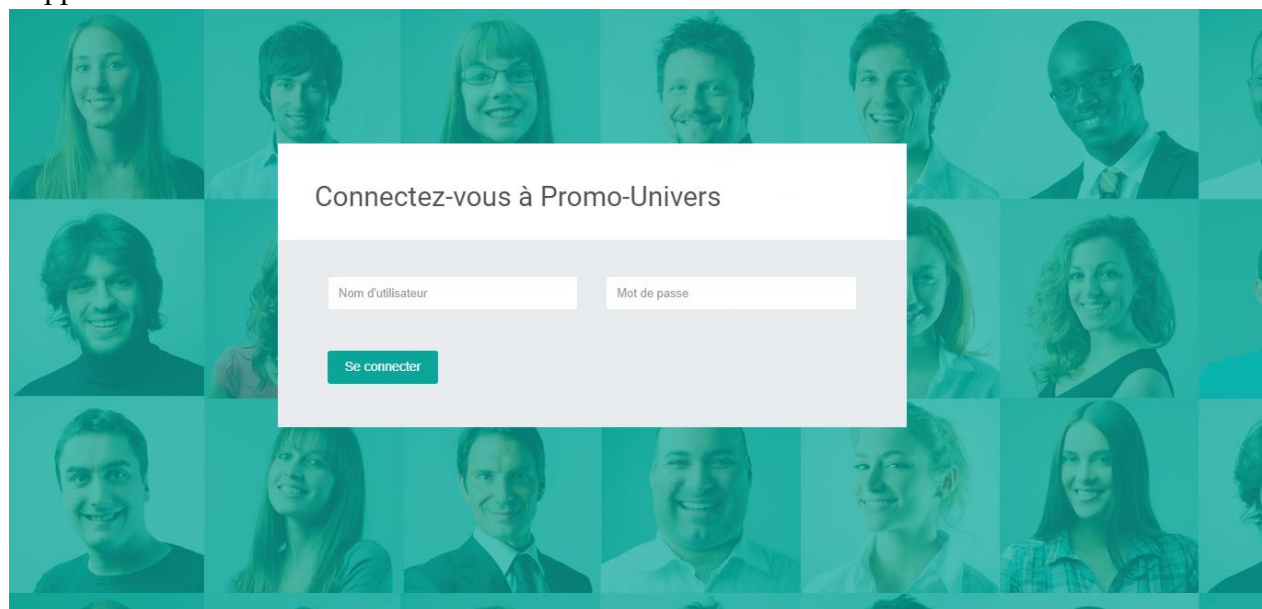 Connectez-vous à Promo-Univers
Nom d'utilisateur
Mot de passe
Se connecter